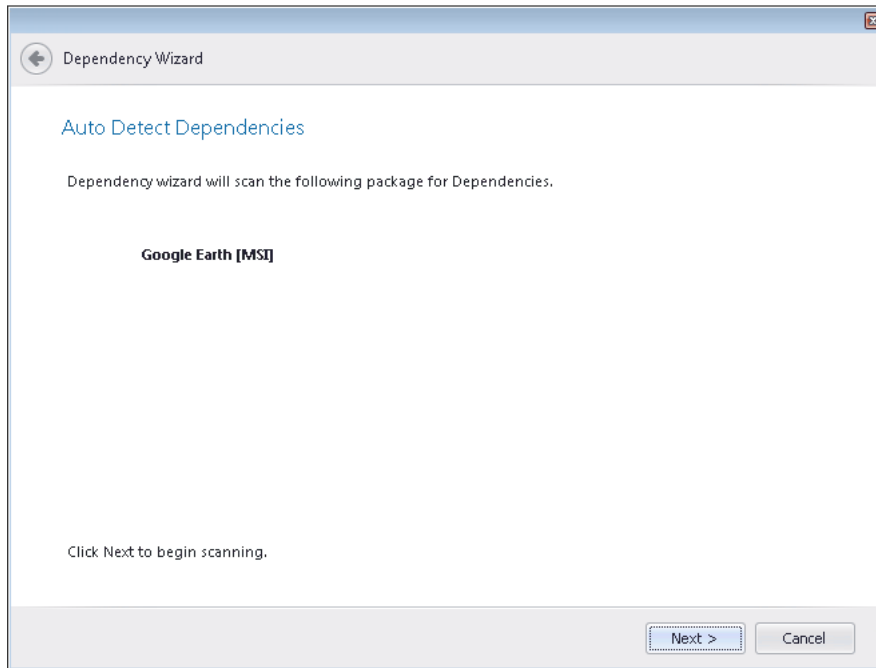 Dependency Wizard
Auto Detect Dependencies
Dependency wizard will scan the following package for Dependencies.
Google Earth [MSI]
Click Next to begin scanning.
Next >
Cancel